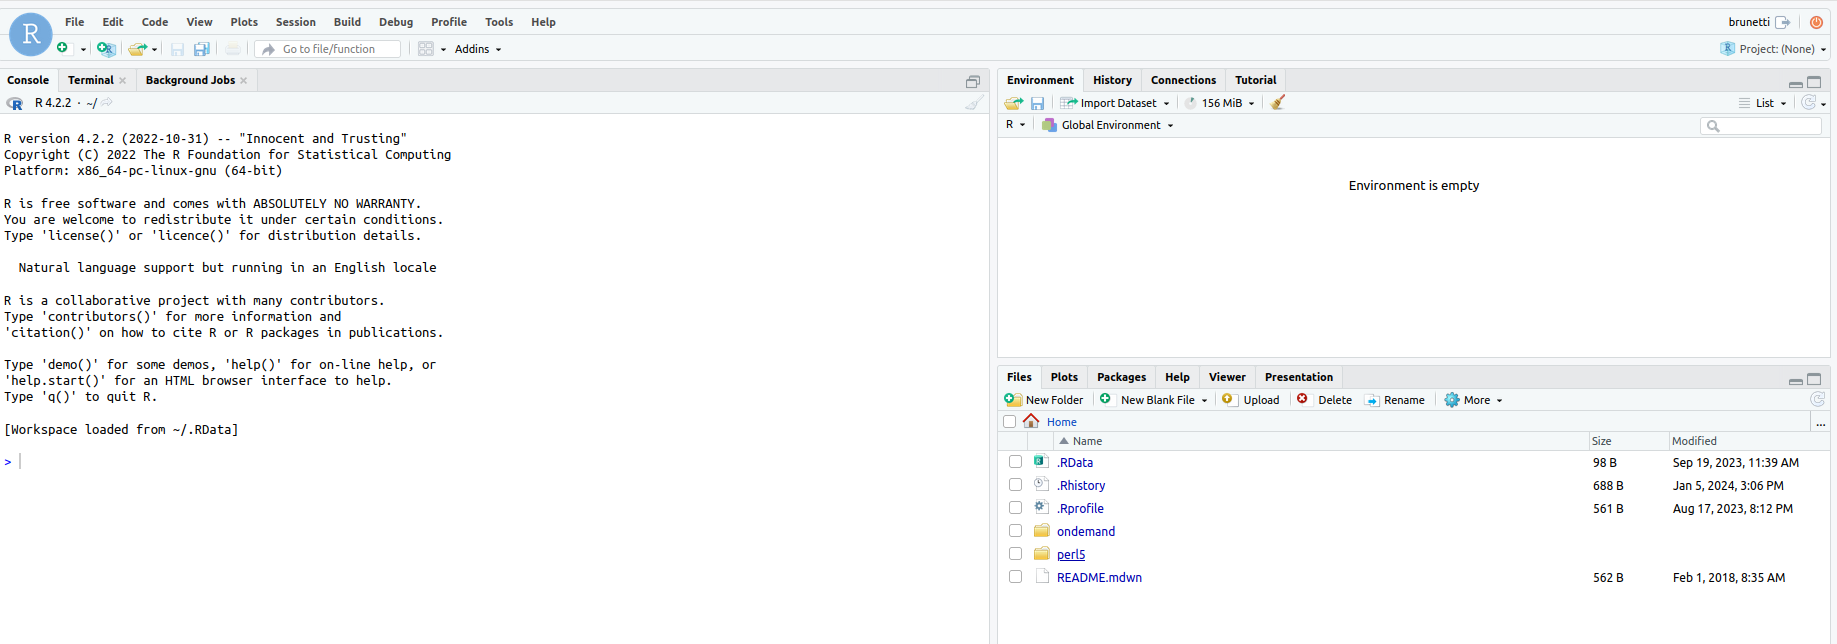 File Edit Code View Plots Session Build Debug Profile Tools Help
brunetti
R
Go to file/function
Addins
Project: (None)
Console Terminal Background Jobs
R 4.2.2 · ~/
R version 4.2.2 (2022-10-31) -- "Innocent and Trusting"
Copyright (C) 2022 The R Foundation for Statistical Computing
Platform: x86_64-pc-linux-gnu (64-bit)
R is free software and comes with ABSOLUTELY NO WARRANTY.
You are welcome to redistribute it under certain conditions.
Type 'license()' or 'licence()' for distribution details.
Natural language support but running in an English locale
R is a collaborative project with many contributors.
Type 'contributors()' for more information and
'citation()' on how to cite R or R packages in publications.
Type 'demo()' for some demos, 'help()' for on-line help, or
'help.start()' for an HTML browser interface to help.
Type 'q()' to quit R.
[Workspace loaded from ~/.RData]
>
Environment History Connections Tutorial
Import Dataset 156 MiB List
R Global Environment
Environment is empty
Files Plots Packages Help Viewer Presentation
New Folder New Blank File Upload Delete Rename More
Home ...
Name Size Modified
.RData 98 B Sep 19, 2023, 11:39 AM
.Rhistory 688 B Jan 5, 2024, 3:06 PM
.Rprofile 561 B Aug 17, 2023, 8:12 PM
ondemand
perl5
README.mdwn 562 B Feb 1, 2018, 8:35 AM